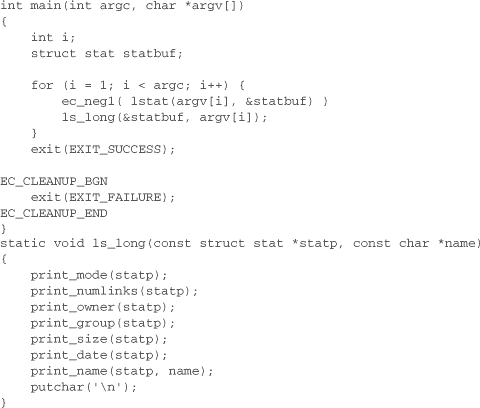 int main(int argc, char *argv[])
{
    int i;
    struct stat statbuf;

    for (i = 1; i < argc; i++) {
        ec_neg1( lstat(argv[i], &statbuf) )
        ls_long(&statbuf, argv[i]);
    }
    exit(EXIT_SUCCESS);

EC_CLEANUP_BGN
    exit(EXIT_FAILURE);
EC_CLEANUP_END
}
static void ls_long(const struct stat *statp, const char *name)
{
    print_mode(statp);
    print_numlinks(statp);
    print_owner(statp);
    print_group(statp);
    print_size(statp);
    print_date(statp);
    print_name(statp, name);
    putchar('\n');
}